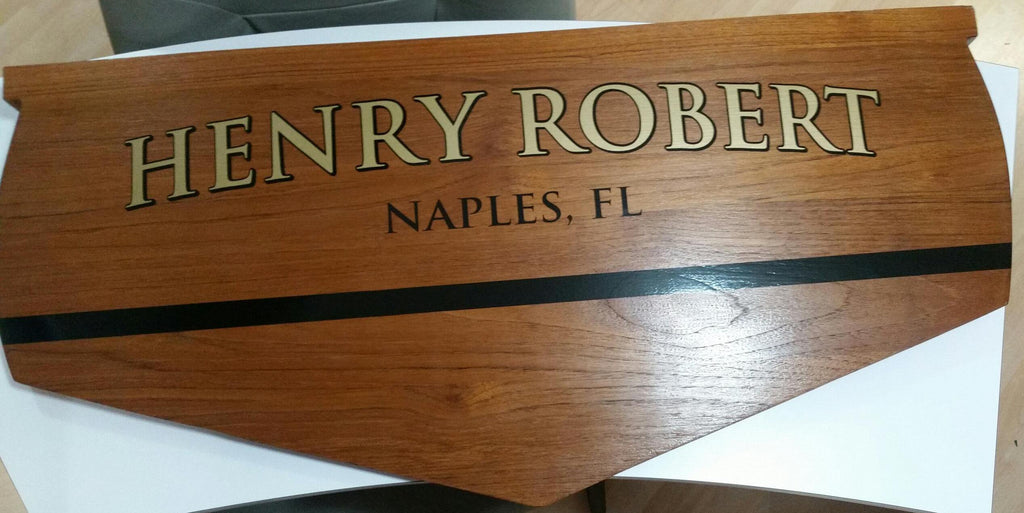 HENRY ROBERT
NAPLES, FL